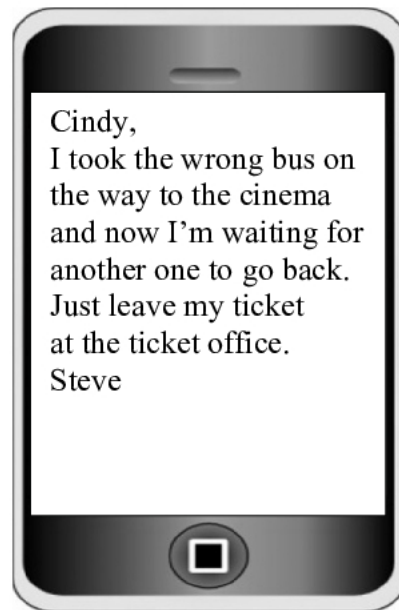 Cindy,
I took the wrong bus on
the way to the cinema
and now I'm waiting for
another one to go back.
Just leave my ticket
at the ticket office.
Steve